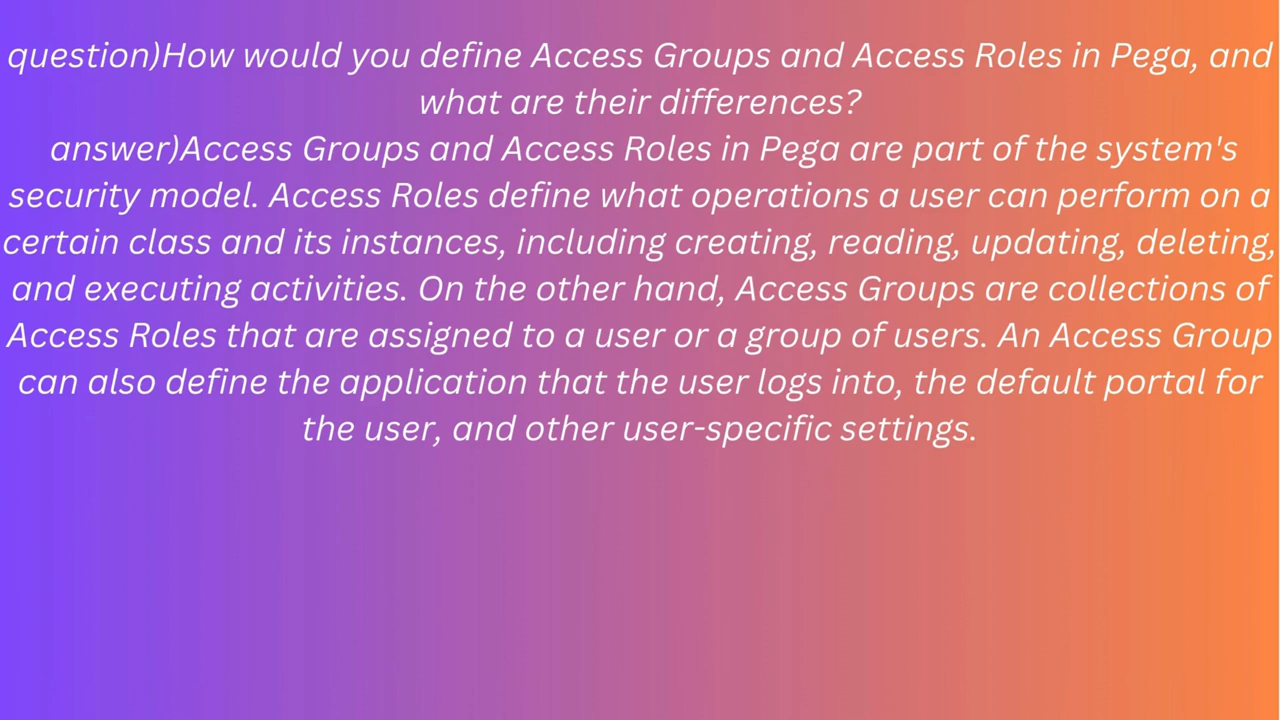 question)How would you define Access Groups and Access Roles in Pega, and
what are their differences?
answer)Access Groups and Access Roles in Pega are part of the system's
security model. Access Roles define what operations a user can perform on a
certain class and its instances, including creating, reading, updating, deleting,
and executing activities. On the other hand, Access Groups are collections of
Access Roles that are assigned to a user or a group of users. An Access Group
can also define the application that the user logs into, the default portal for
the user, and other user-specific settings.